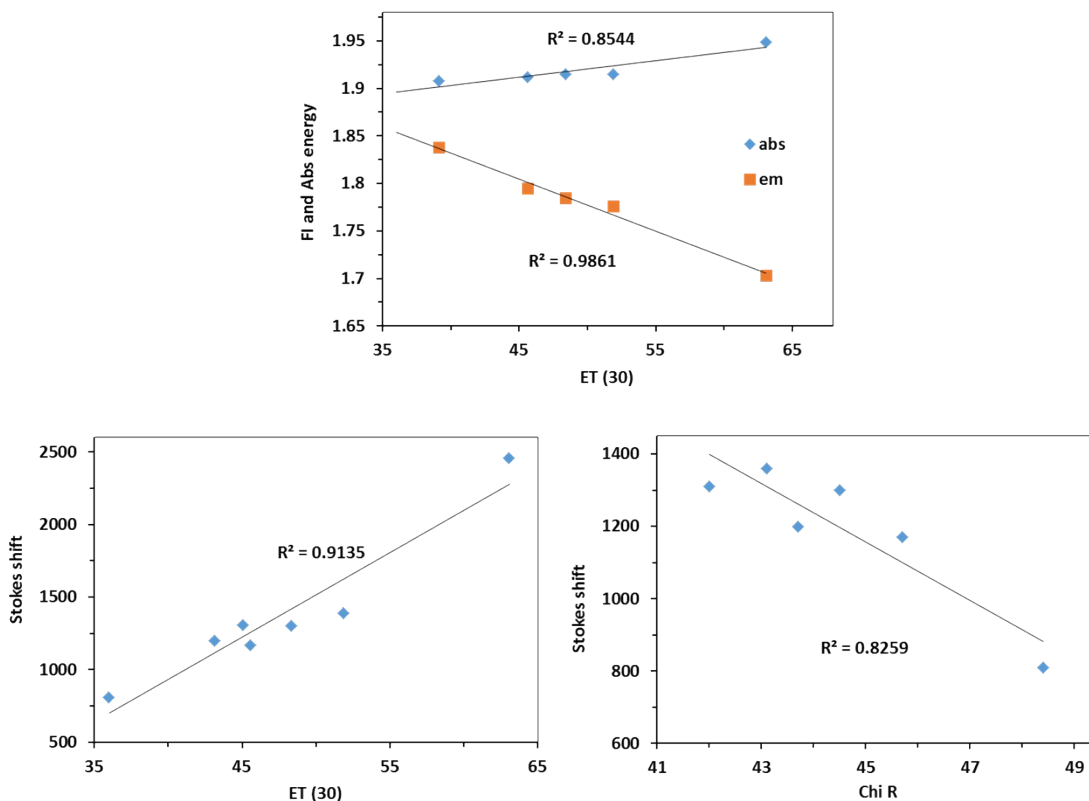 R² = 0.8544
1.95
1.9
1.85
1.8
1.75
1.7
1.65
FI and Abs energy
abs
em
R² = 0.9861
35
45
55
65
ET (30)
2500
2000
1500
1000
500
Stokes shift
R² = 0.9135
35
45
55
65
ET (30)
1400
1200
1000
800
600
Stokes shift
R² = 0.8259
41
43
45
47
49
Chi R